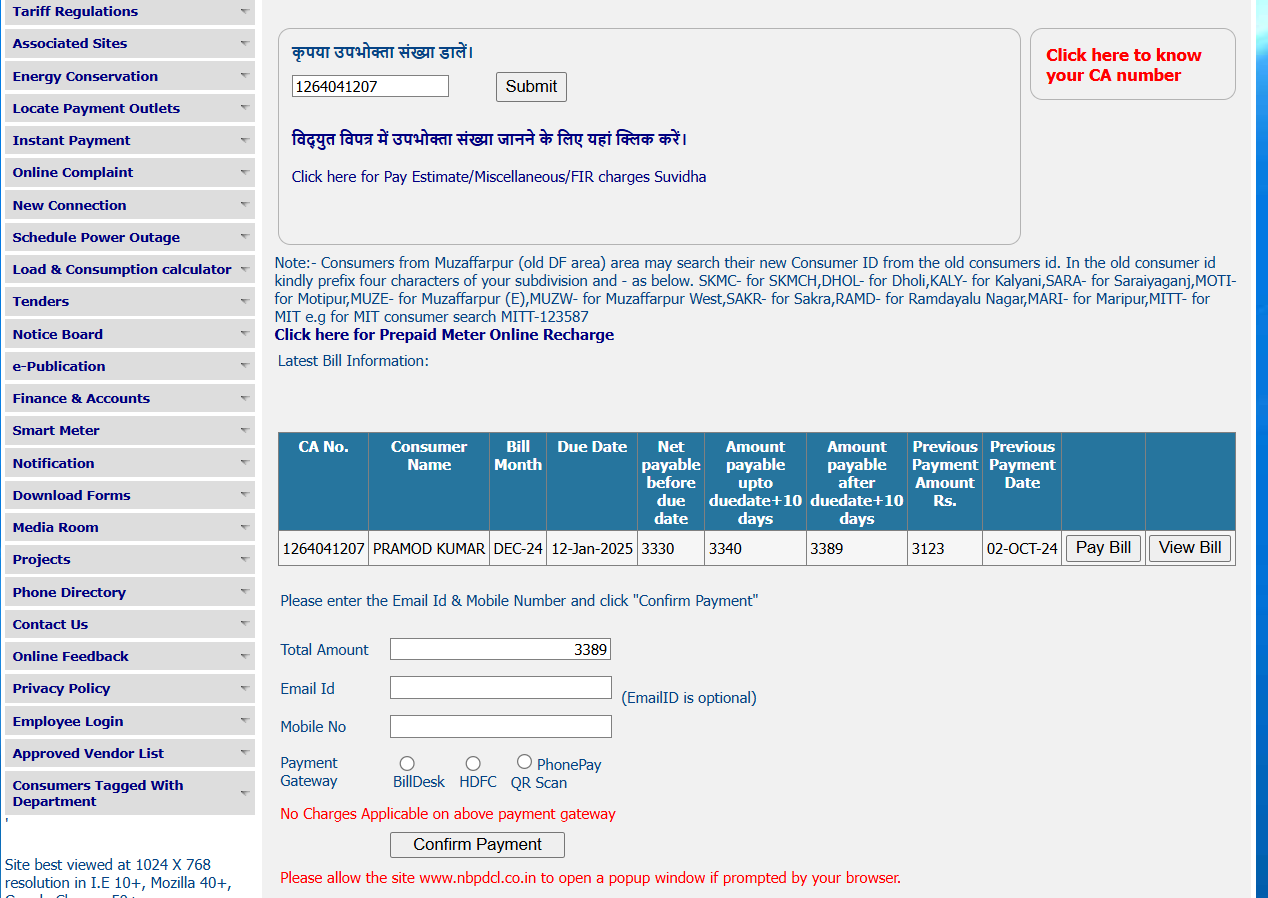 Tariff Regulations
Associated Sites
Energy Conservation
Locate Payment Outlets
Instant Payment
Online Complaint
New Connection
Schedule Power Outage
Load & Consumption calculator
Tenders
Notice Board
e-Publication
Finance & Accounts
Smart Meter
Notification
Download Forms
Media Room
Projects
Phone Directory
Contact Us
Online Feedback
Privacy Policy
Employee Login
Approved Vendor List
Consumers Tagged With
Department
'
Site best viewed at 1024 X 768
resolution in I.E 10+, Mozilla 40+,
कृपया उपभोक्ता संख्या डालें।
1264041207 Submit
विद्युत विपत्र में उपभोक्ता संख्या जानने के लिए यहां क्लिक करें।
Click here for Pay Estimate/Miscellaneous/FIR charges Suvidha
Click here to know
your CA number
Note:- Consumers from Muzaffarpur (old DF area) area may search their new Consumer ID from the old consumers id. In the old consumer id
kindly prefix four characters of your subdivision and - as below. SKMC- for SKMCH,DHOL- for Dholi,KALY- for Kalyani,SARA- for Saraiyaganj,MOTI-
for Motipur,MUZE- for Muzaffarpur (E),MUZW- for Muzaffarpur West,SAKR- for Sakra,RAMD- for Ramdayalu Nagar,MARI- for Maripur,MITT- for
MIT e.g for MIT consumer search MITT-123587
Click here for Prepaid Meter Online Recharge
Latest Bill Information:
CA No. Consumer Name Bill Month Due Date Net payable before due date Amount payable upto duedate+10 days Amount payable after duedate+10 days Previous Payment Amount Rs. Previous Payment Date
1264041207 PRAMOD KUMAR DEC-24 12-Jan-2025 3330 3340 3389 3123 02-OCT-24 Pay Bill View Bill
Please enter the Email Id & Mobile Number and click "Confirm Payment"
Total Amount 3389
Email Id (EmailID is optional)
Mobile No
Payment Gateway BillDesk HDFC PhonePay QR Scan
No Charges Applicable on above payment gateway
Confirm Payment
Please allow the site www.nbpdcl.co.in to open a popup window if prompted by your browser.